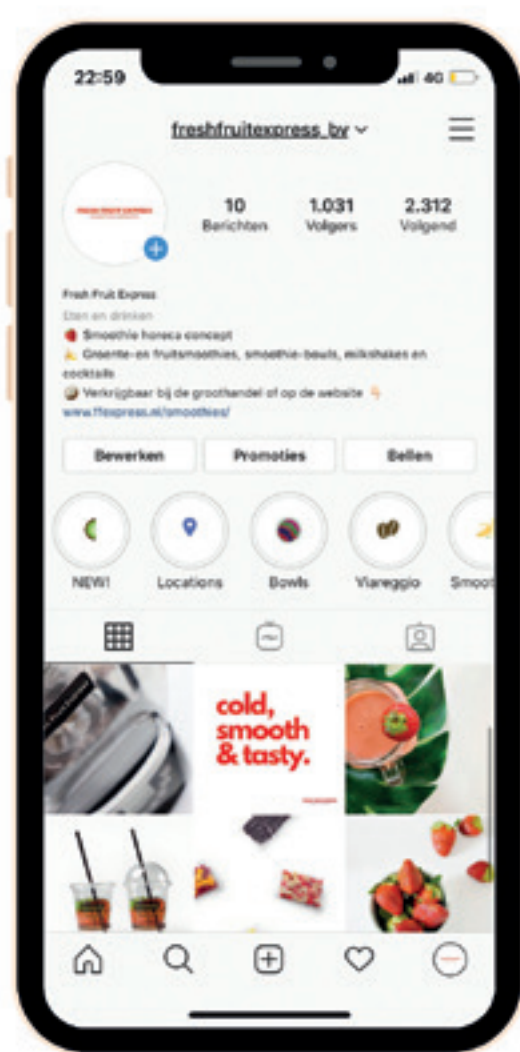 22:59
4G
freshfruitexpress_bv
10 1.031 2.312
Berichten Volgers Volgend
Fresh Fruit Express
Eten en drinken
Smoothie horeca concept
Groente-en fruitsmoothies, smoothie-bowls, milkshakes en
cocktails
Verkrijgbaar bij de groothandel of op de website
www.ffexpress.nl/smoothies/
Bewerken Promoties Bellen
NEW! Locations Bowls Viareggio Smoot
cold,
smooth
& tasty.